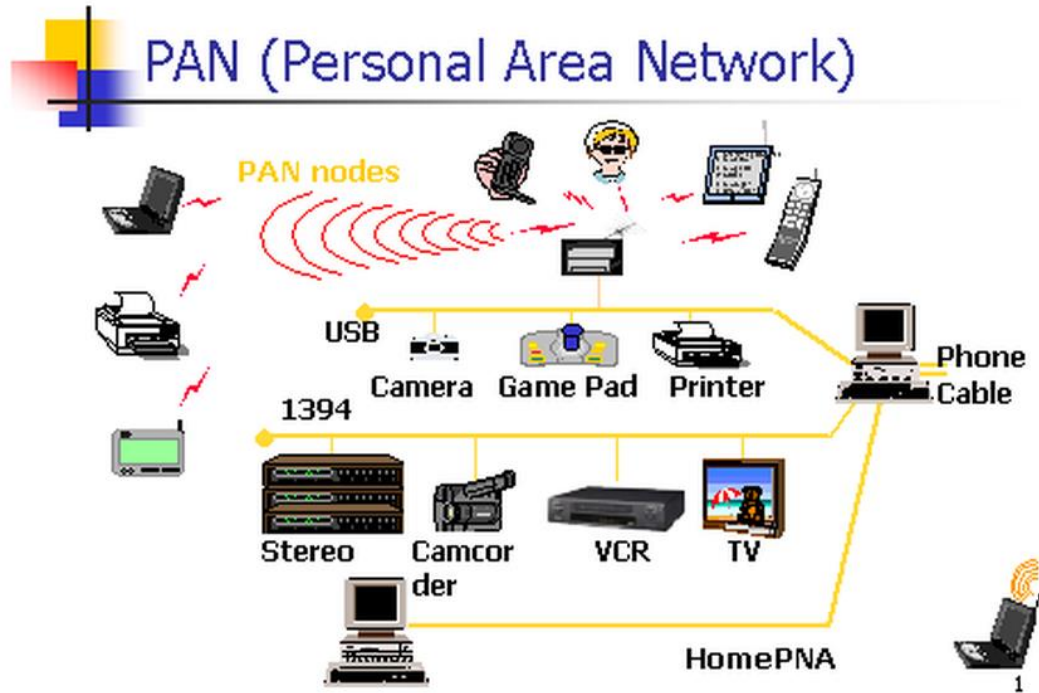 PAN (Personal Area Network)
PAN nodes
USB
Camera
Game Pad
Printer
Phone
Cable
1394
Stereo
Camcor
der
VCR
TV
HomePNA
1